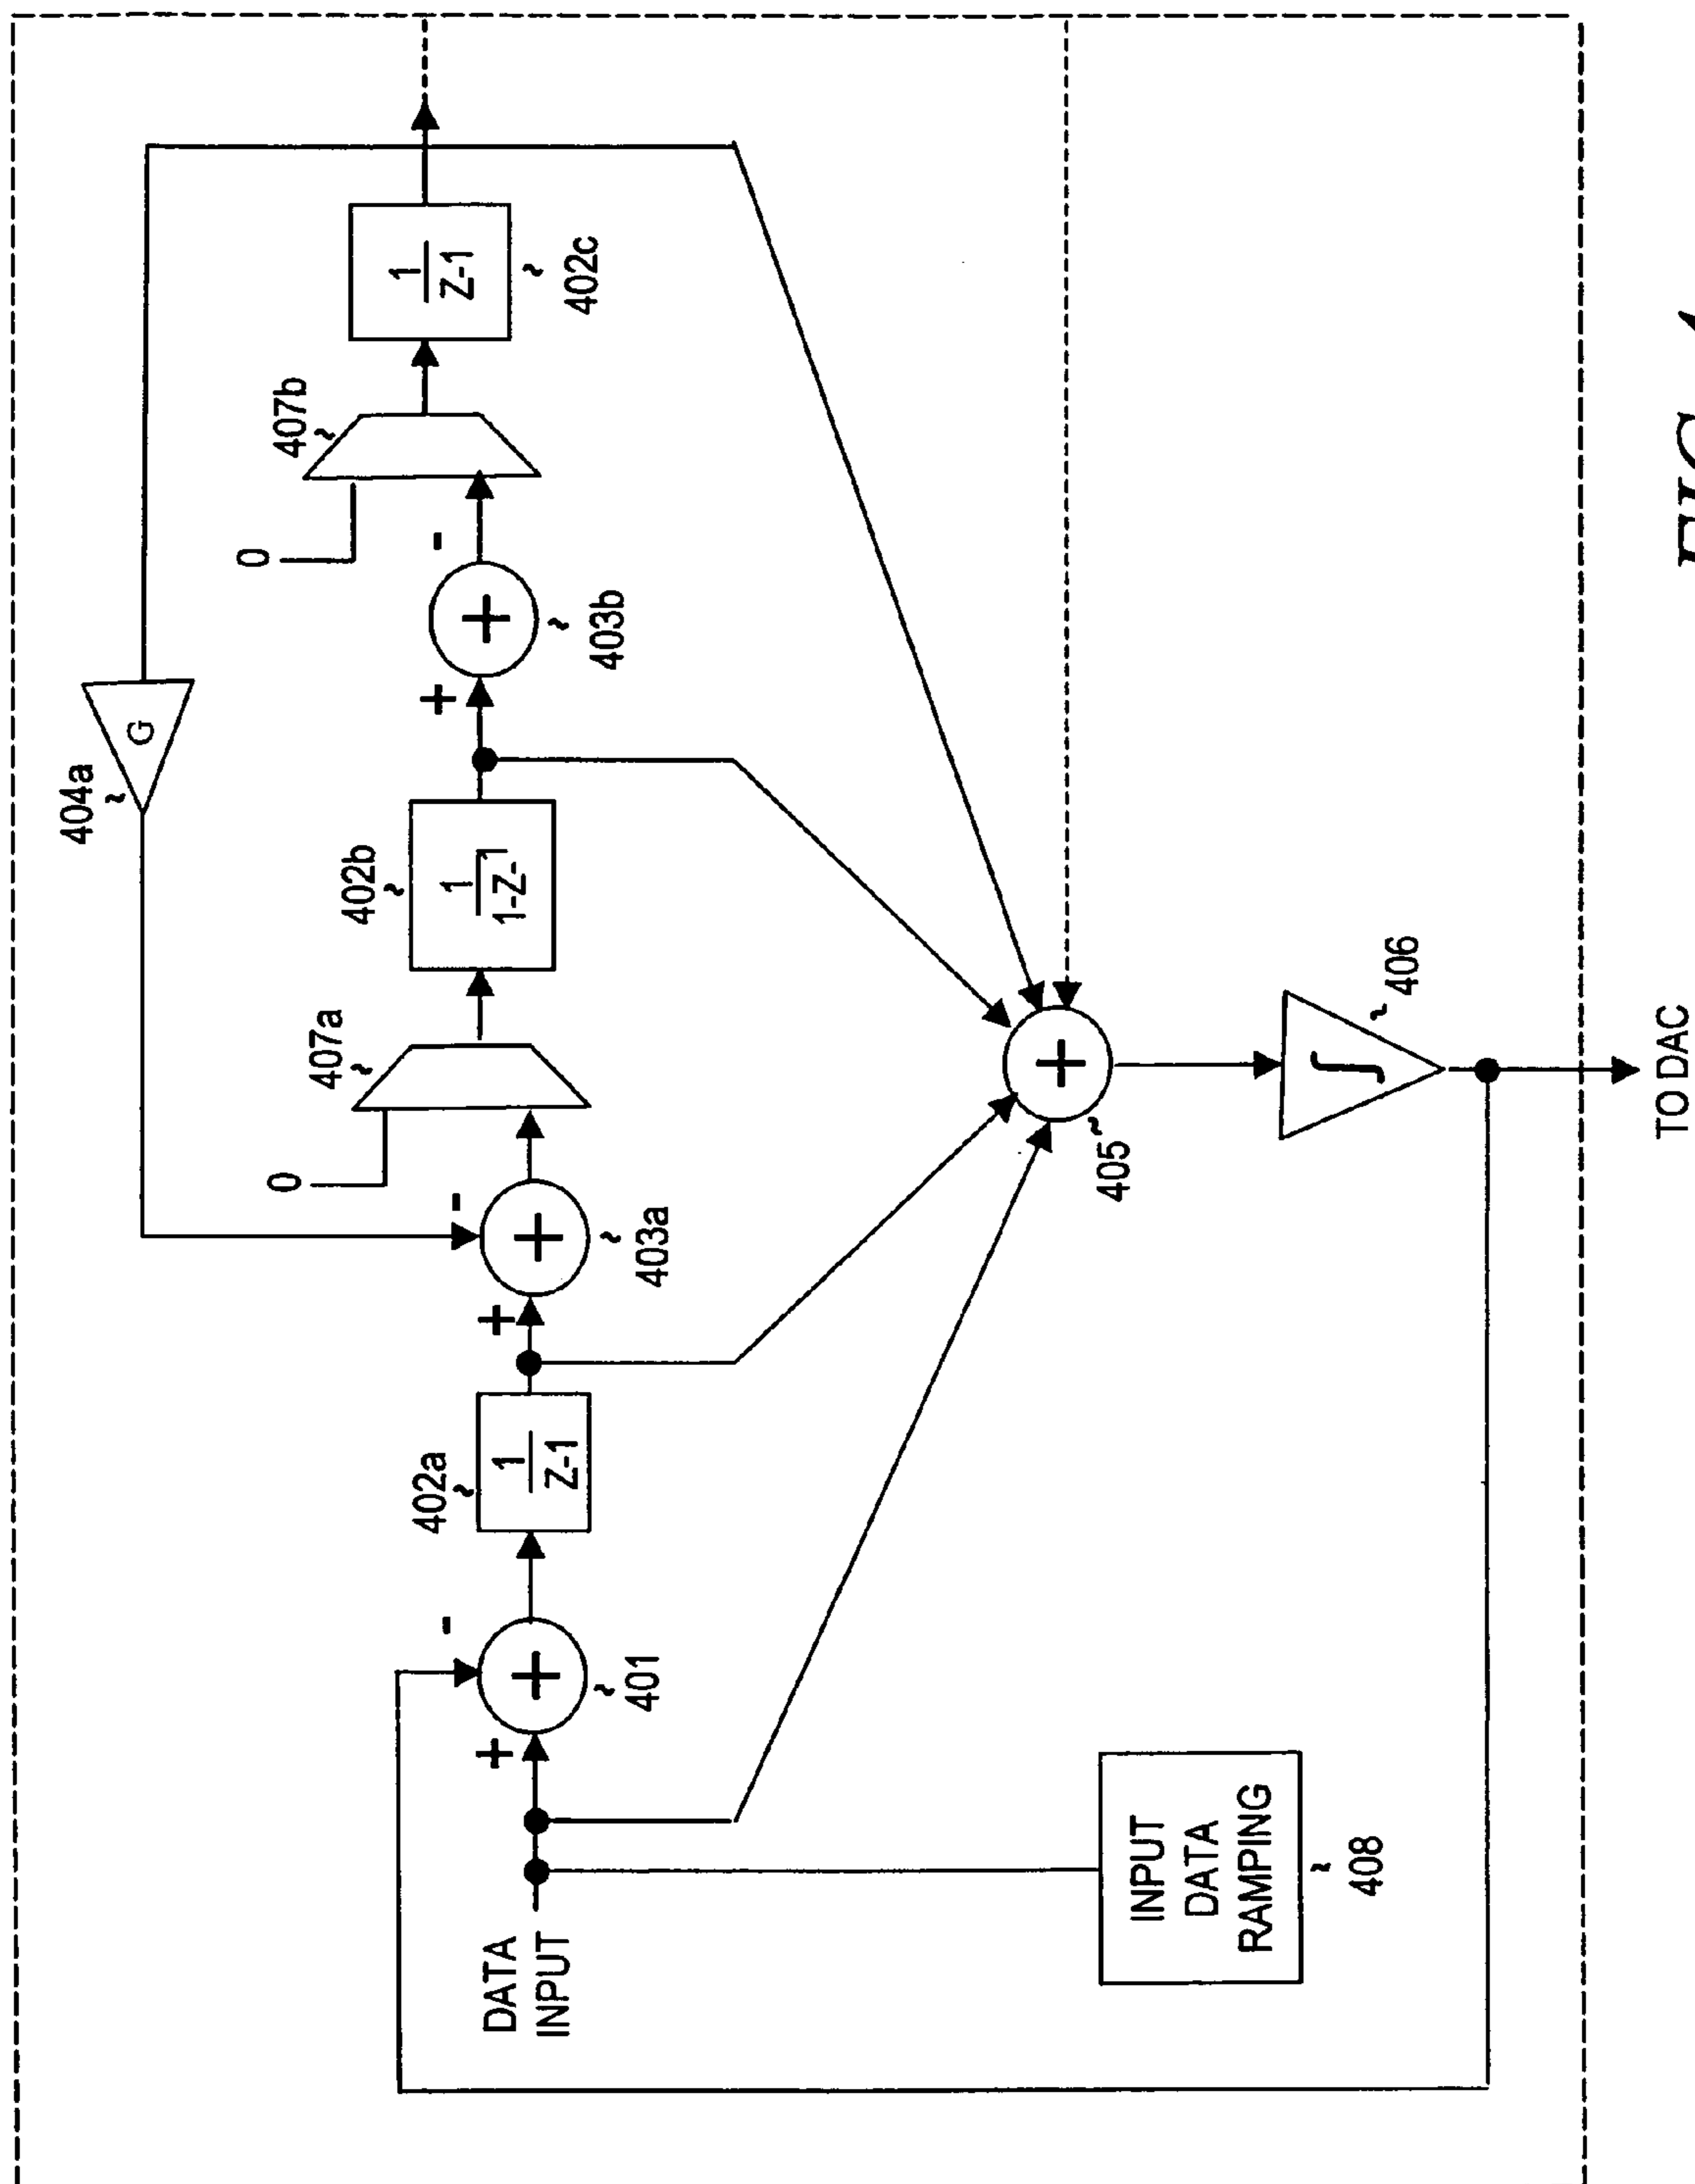 404a
G
0
407b
1
Z-1
402c
402b
1
1-Z-1
+
-
+
403b
0
407a
402a
1
Z-1
+
-
+
403a
DATA
INPUT
+
-
+
401
INPUT
DATA
RAMPING
408
+
405
∫
406
TO DAC